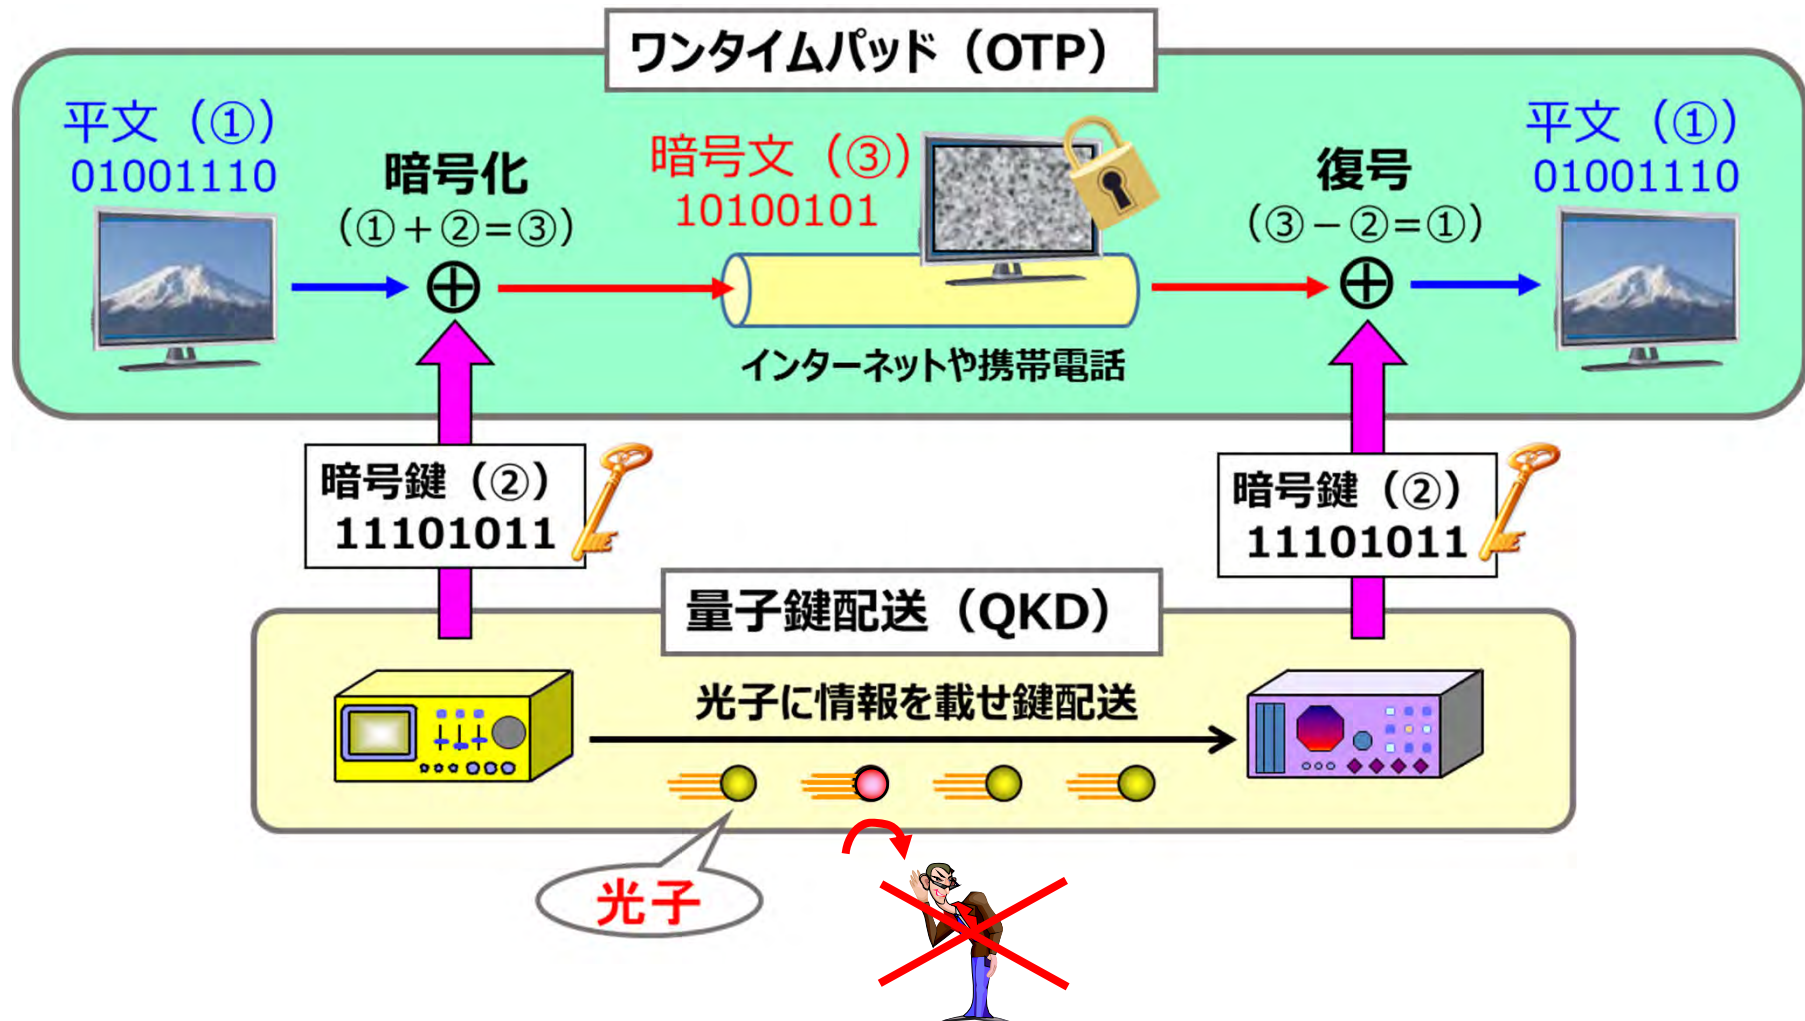 ワンタイムパッド（OTP）
平文（①）
01001110
暗号化
（①＋②＝③）
暗号文（③）
10100101
復号
（③－②＝①）
平文（①）
01001110
インターネットや携帯電話
暗号鍵（②）
11101011
暗号鍵（②）
11101011
量子鍵配送（QKD）
光子に情報を載せ鍵配送
光子